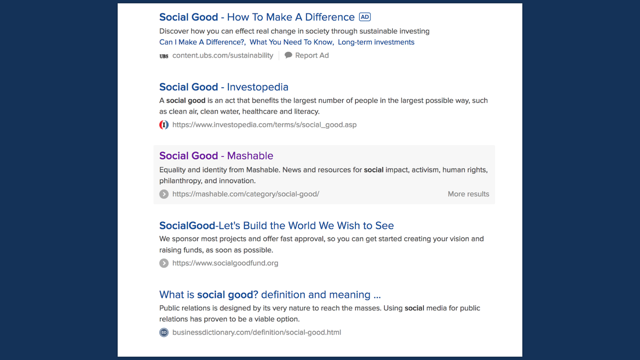 Social Good - How To Make A Difference AD
Discover how you can effect real change in society through sustainable investing
Can I Make A Difference?, What You Need To Know, Long-term investments
UBS content.ubs.com/sustainability Report Ad
Social Good - Investopedia
A social good is an act that benefits the largest number of people in the largest possible way, such
as clean air, clean water, healthcare and literacy.
https://www.investopedia.com/terms/s/social_good.asp
Social Good - Mashable
Equality and identity from Mashable. News and resources for social impact, activism, human rights,
philanthropy, and innovation.
https://mashable.com/category/social-good/ More results
SocialGood-Let's Build the World We Wish to See
We sponsor most projects and offer fast approval, so you can get started creating your vision and
raising funds, as soon as possible.
https://www.socialgoodfund.org
What is social good? definition and meaning ...
Public relations is designed by its very nature to reach the masses. Using social media for public
relations has proven to be a viable option.
businessdictionary.com/definition/social-good.html